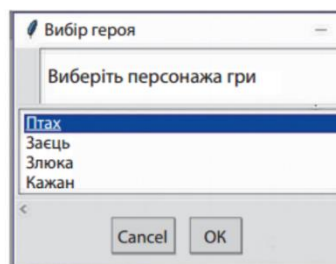 Вибір героя
Виберіть персонажа гри
Птах
Заєць
Злюка
Кажан
Cancel OK